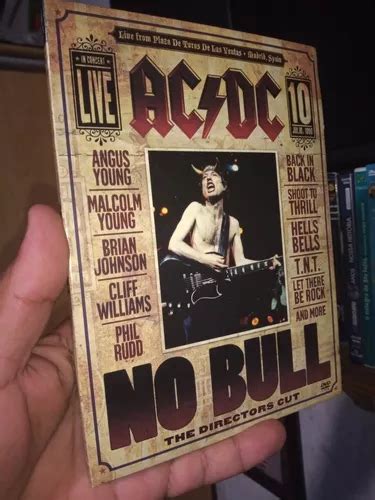 Live from Plaza De Toros De Las Ventas • Madrid, Spain
IN CONCERT
LIVE
AC⚡DC
10
JULIO, 1996
ANGUS
YOUNG
MALCOLM
YOUNG
BRIAN
JOHNSON
CLIFF
WILLIAMS
PHIL
RUDD
BACK IN
BLACK
SHOOT TO
THRILL
HELLS
BELLS
T.N.T.
LET THERE
BE ROCK
AND MORE
NO BULL
THE DIRECTORS CUT
DVD